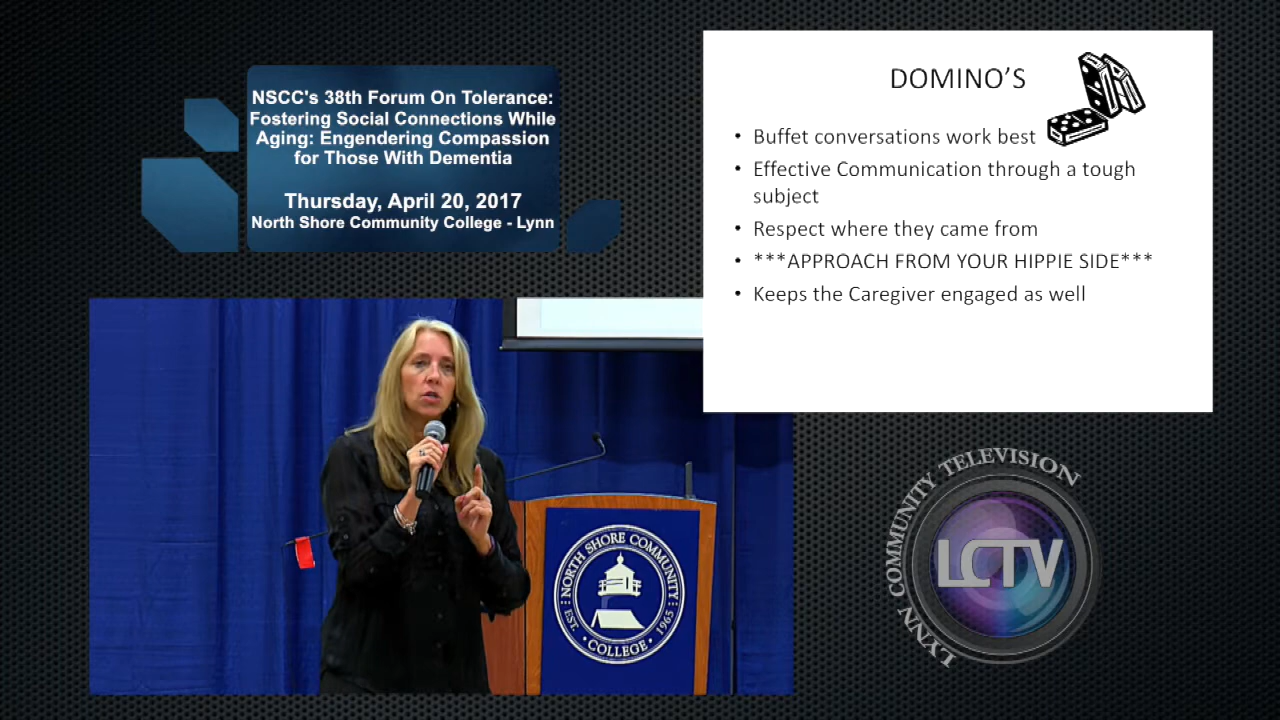 NSCC's 38th Forum On Tolerance:
Fostering Social Connections While
Aging: Engendering Compassion
for Those With Dementia
Thursday, April 20, 2017
North Shore Community College - Lynn
DOMINO'S
• Buffet conversations work best
• Effective Communication through a tough
subject
• Respect where they came from
• ***APPROACH FROM YOUR HIPPIE SIDE***
• Keeps the Caregiver engaged as well
NORTH SHORE COMMUNITY
EST. • COLLEGE • 1965
LYNN COMMUNITY TELEVISION
LCTV